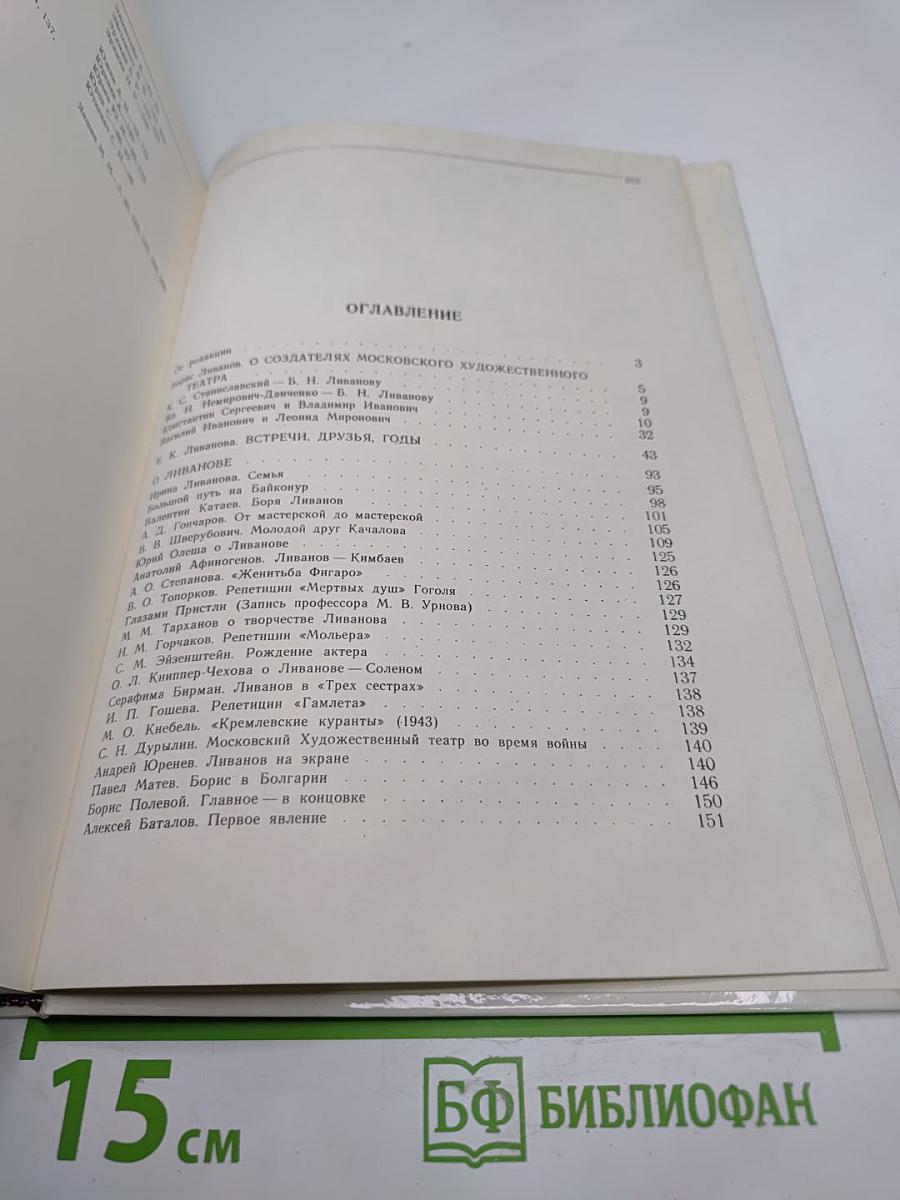 137.
ОГЛАВЛЕНИЕ
От редакции 3
Борис Ливанов. О СОЗДАТЕЛЯХ МОСКОВСКОГО ХУДОЖЕСТВЕННОГО
ТЕАТРА 5
К. С. Станиславский — Б. Н. Ливанову 9
Вл. И. Немирович-Данченко — Б. Н. Ливанову 9
Константин Сергеевич и Владимир Иванович 10
Василий Иванович и Леонид Миронович 32
Е. К. Ливанова. ВСТРЕЧИ, ДРУЗЬЯ, ГОДЫ 43
О ЛИВАНОВЕ 93
Ирина Ливанова. Семья 95
Большой путь на Байконур 98
Валентин Катаев. Боря Ливанов 101
А. Д. Гончаров. От мастерской до мастерской 105
В. В. Шверубович. Молодой друг Качалова 109
Юрий Олеша о Ливанове 125
Анатолий Афиногенов. Ливанов — Кимбаев 126
А. О. Степанова. «Женитьба Фигаро» 126
В. О. Топорков. Репетиции «Мертвых душ» Гоголя 127
Глазами Пристли (Запись профессора М. В. Урнова) 129
М. М. Тарханов о творчестве Ливанова 129
Н. М. Горчаков. Репетиции «Мольера» 132
С. М. Эйзенштейн. Рождение актера 134
О. Л. Книппер-Чехова о Ливанове — Соленом 137
Серафима Бирман. Ливанов в «Трех сестрах» 138
И. П. Гошева. Репетиции «Гамлета» 138
М. О. Кнебель. «Кремлевские куранты» (1943) 139
С. Н. Дурылин. Московский Художественный театр во время войны 140
Андрей Юренев. Ливанов на экране 140
Павел Матев. Борис в Болгарии 146
Борис Полевой. Главное — в концовке 150
Алексей Баталов. Первое явление 151
15 см
БФ БИБЛИОФАН